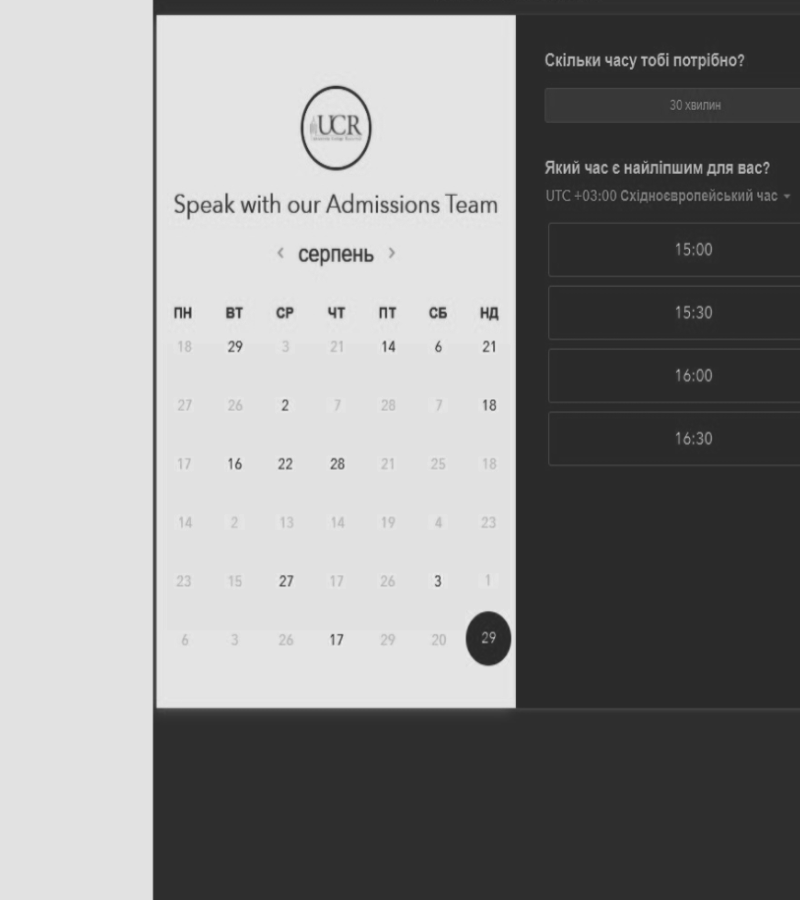 UCR
Speak with our Admissions Team
‹ серпень ›
ПН ВТ СР ЧТ ПТ СБ НД
18 29 3 21 14 6 21
27 26 2 7 28 7 18
17 16 22 28 21 25 18
14 2 13 14 19 4 23
23 15 27 17 26 3 1
6 3 26 17 29 20 29
Скільки часу тобі потрібно?
30 хвилин
Який час є найліпшим для вас?
UTC +03:00 Східноєвропейський час
15:00
15:30
16:00
16:30